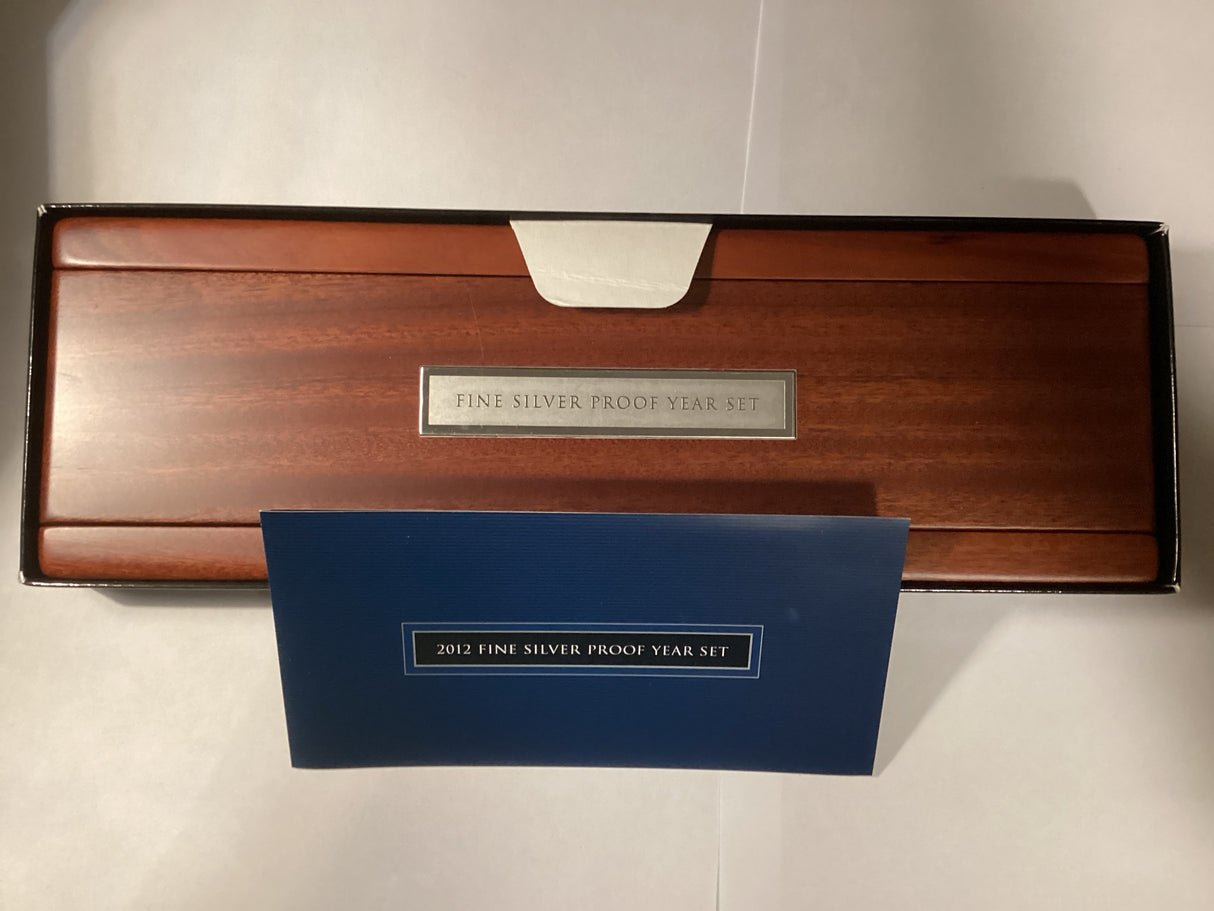 FINE SILVER PROOF YEAR SET
2012 FINE SILVER PROOF YEAR SET